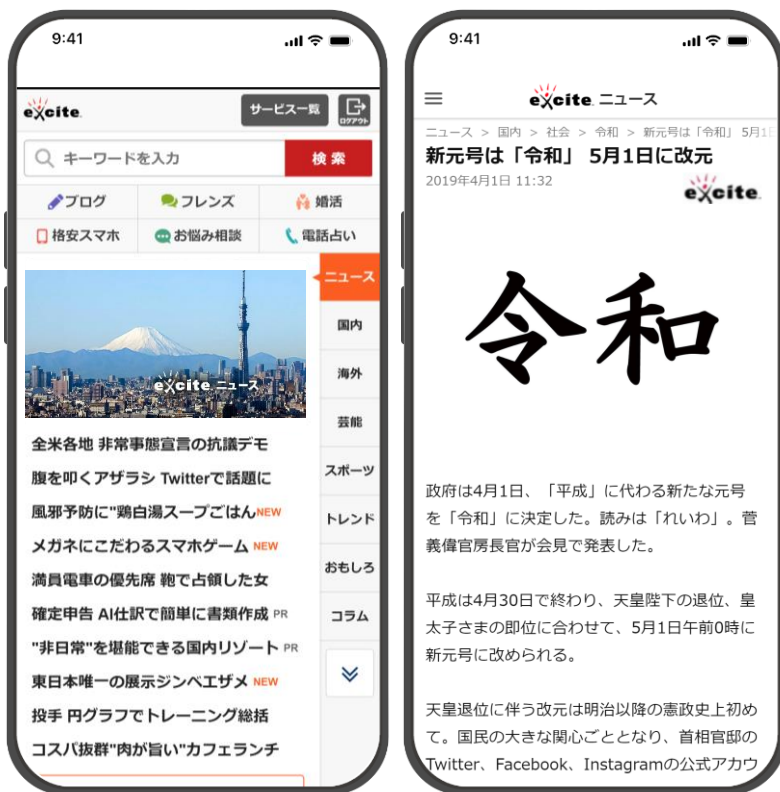 9:41
excite.
サービス一覧
ログアウト
キーワードを入力
検索
ブログ
フレンズ
婚活
格安スマホ
お悩み相談
電話占い
excite ニュース
全米各地 非常事態宣言の抗議デモ
腹を叩くアザラシ Twitterで話題に
風邪予防に"鶏白湯スープごはんNEW
メガネにこだわるスマホゲーム NEW
満員電車の優先席 鞄で占領した女
確定申告 AI仕訳で簡単に書類作成 PR
"非日常"を堪能できる国内リゾート PR
東日本唯一の展示ジンベエザメ NEW
投手 円グラフでトレーニング総括
コスパ抜群"肉が旨い"カフェランチ
ニュース
国内
海外
芸能
スポーツ
トレンド
おもしろ
コラム
9:41
excite. ニュース
ニュース > 国内 > 社会 > 令和 > 新元号は「令和」 5月1日
新元号は「令和」 5月1日に改元
2019年4月1日 11:32
excite.
令和
政府は4月1日、「平成」に代わる新たな元号
を「令和」に決定した。読みは「れいわ」。菅
義偉官房長官が会見で発表した。
平成は4月30日で終わり、天皇陛下の退位、皇
太子さまの即位に合わせて、5月1日午前0時に
新元号に改められる。
天皇退位に伴う改元は明治以降の憲政史上初め
て。国民の大きな関心ごととなり、首相官邸の
Twitter、Facebook、Instagramの公式アカウ